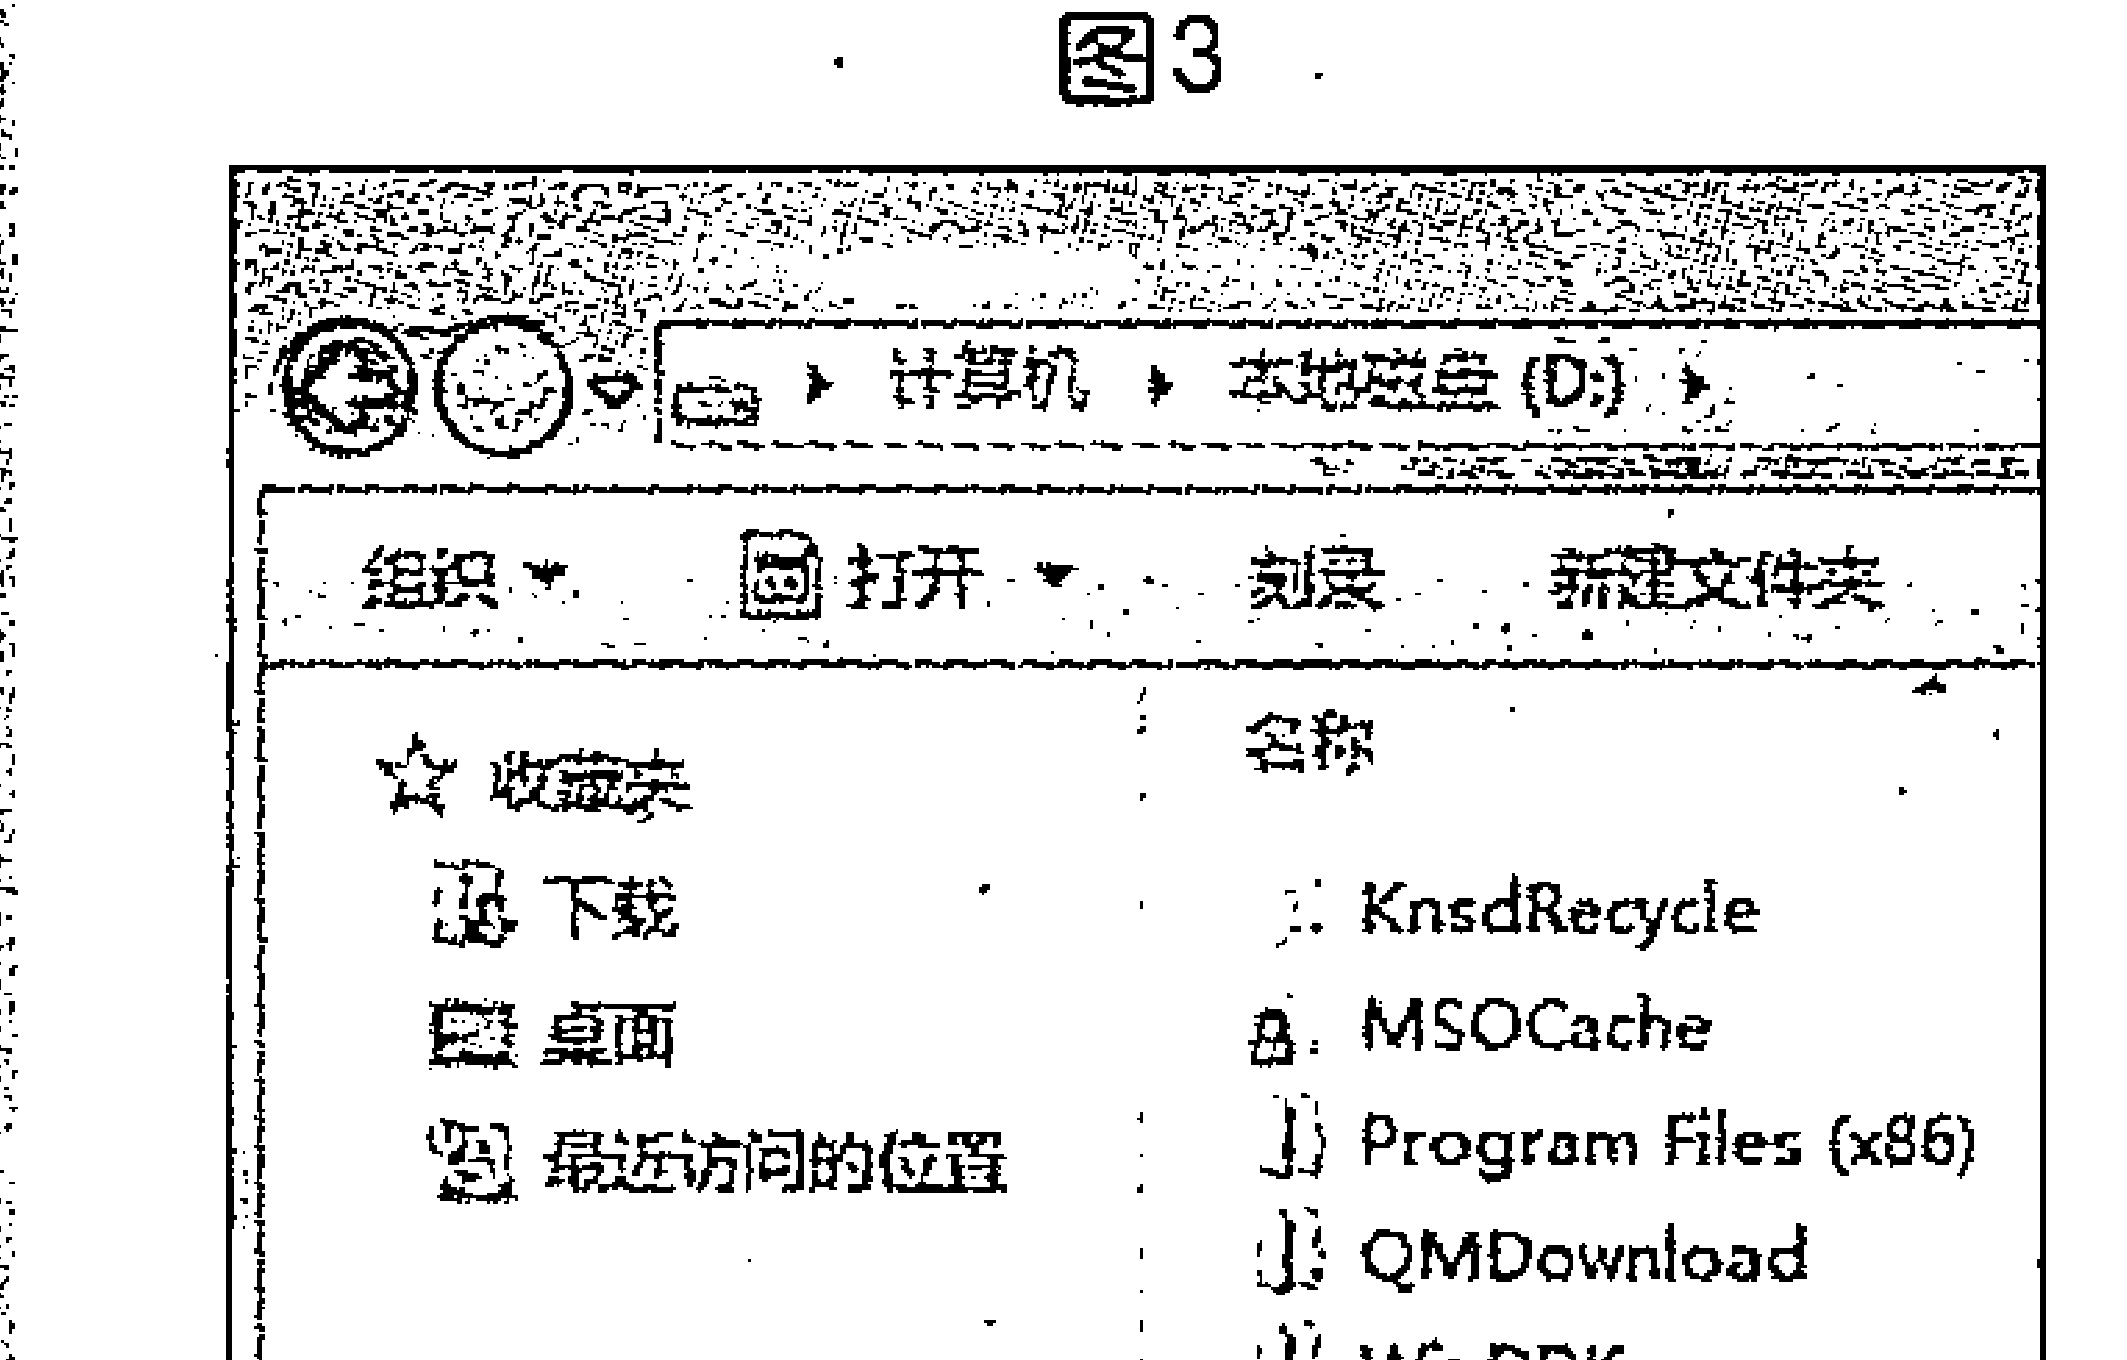 图3
计算机 本地磁盘 (D:)
组织 打开 刻录 新建文件夹
收藏夹
下载
桌面
最近访问的位置
名称
KnsdRecycle
MSOCache
Program Files (x86)
QMDownload